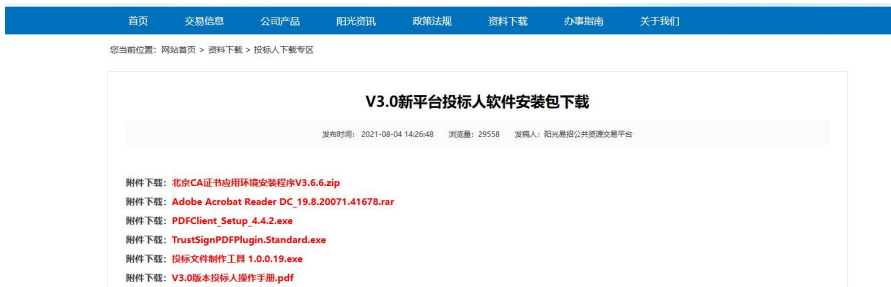 首页 交易信息 公司产品 阳光资讯 政策法规 资料下载 办事指南 关于我们
您当前位置：网站首页 > 资料下载 > 投标人下载专区
V3.0新平台投标人软件安装包下载
发布时间： 2021-08-04 14:26:48 浏览量：29558 发稿人：阳光易招公共资源交易平台
附件下载：北京CA证书应用环境安装程序V3.6.6.zip
附件下载：Adobe Acrobat Reader DC_19.8.20071.41678.rar
附件下载：PDFClient_Setup_4.4.2.exe
附件下载：TrustSignPDFPlugin.Standard.exe
附件下载：投标文件制作工具 1.0.0.19.exe
附件下载：V3.0版本投标人操作手册.pdf